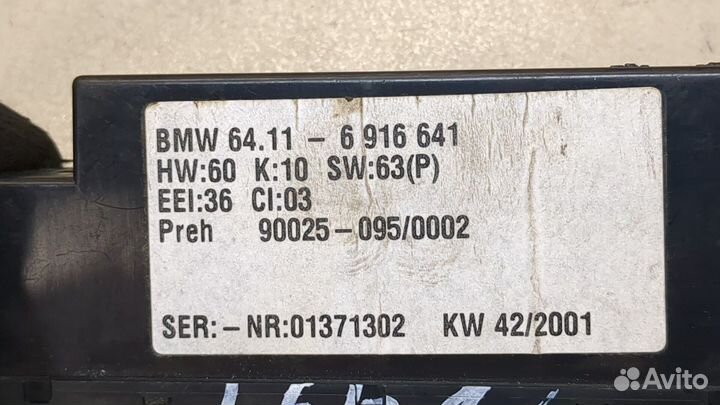 BMW 64.11 - 6 916 641
HW:60 K:10 SW:63(P)
EEI:36 CI:03
Preh 90025-095/0002
SER:-NR:01371302 KW 42/2001
Avito